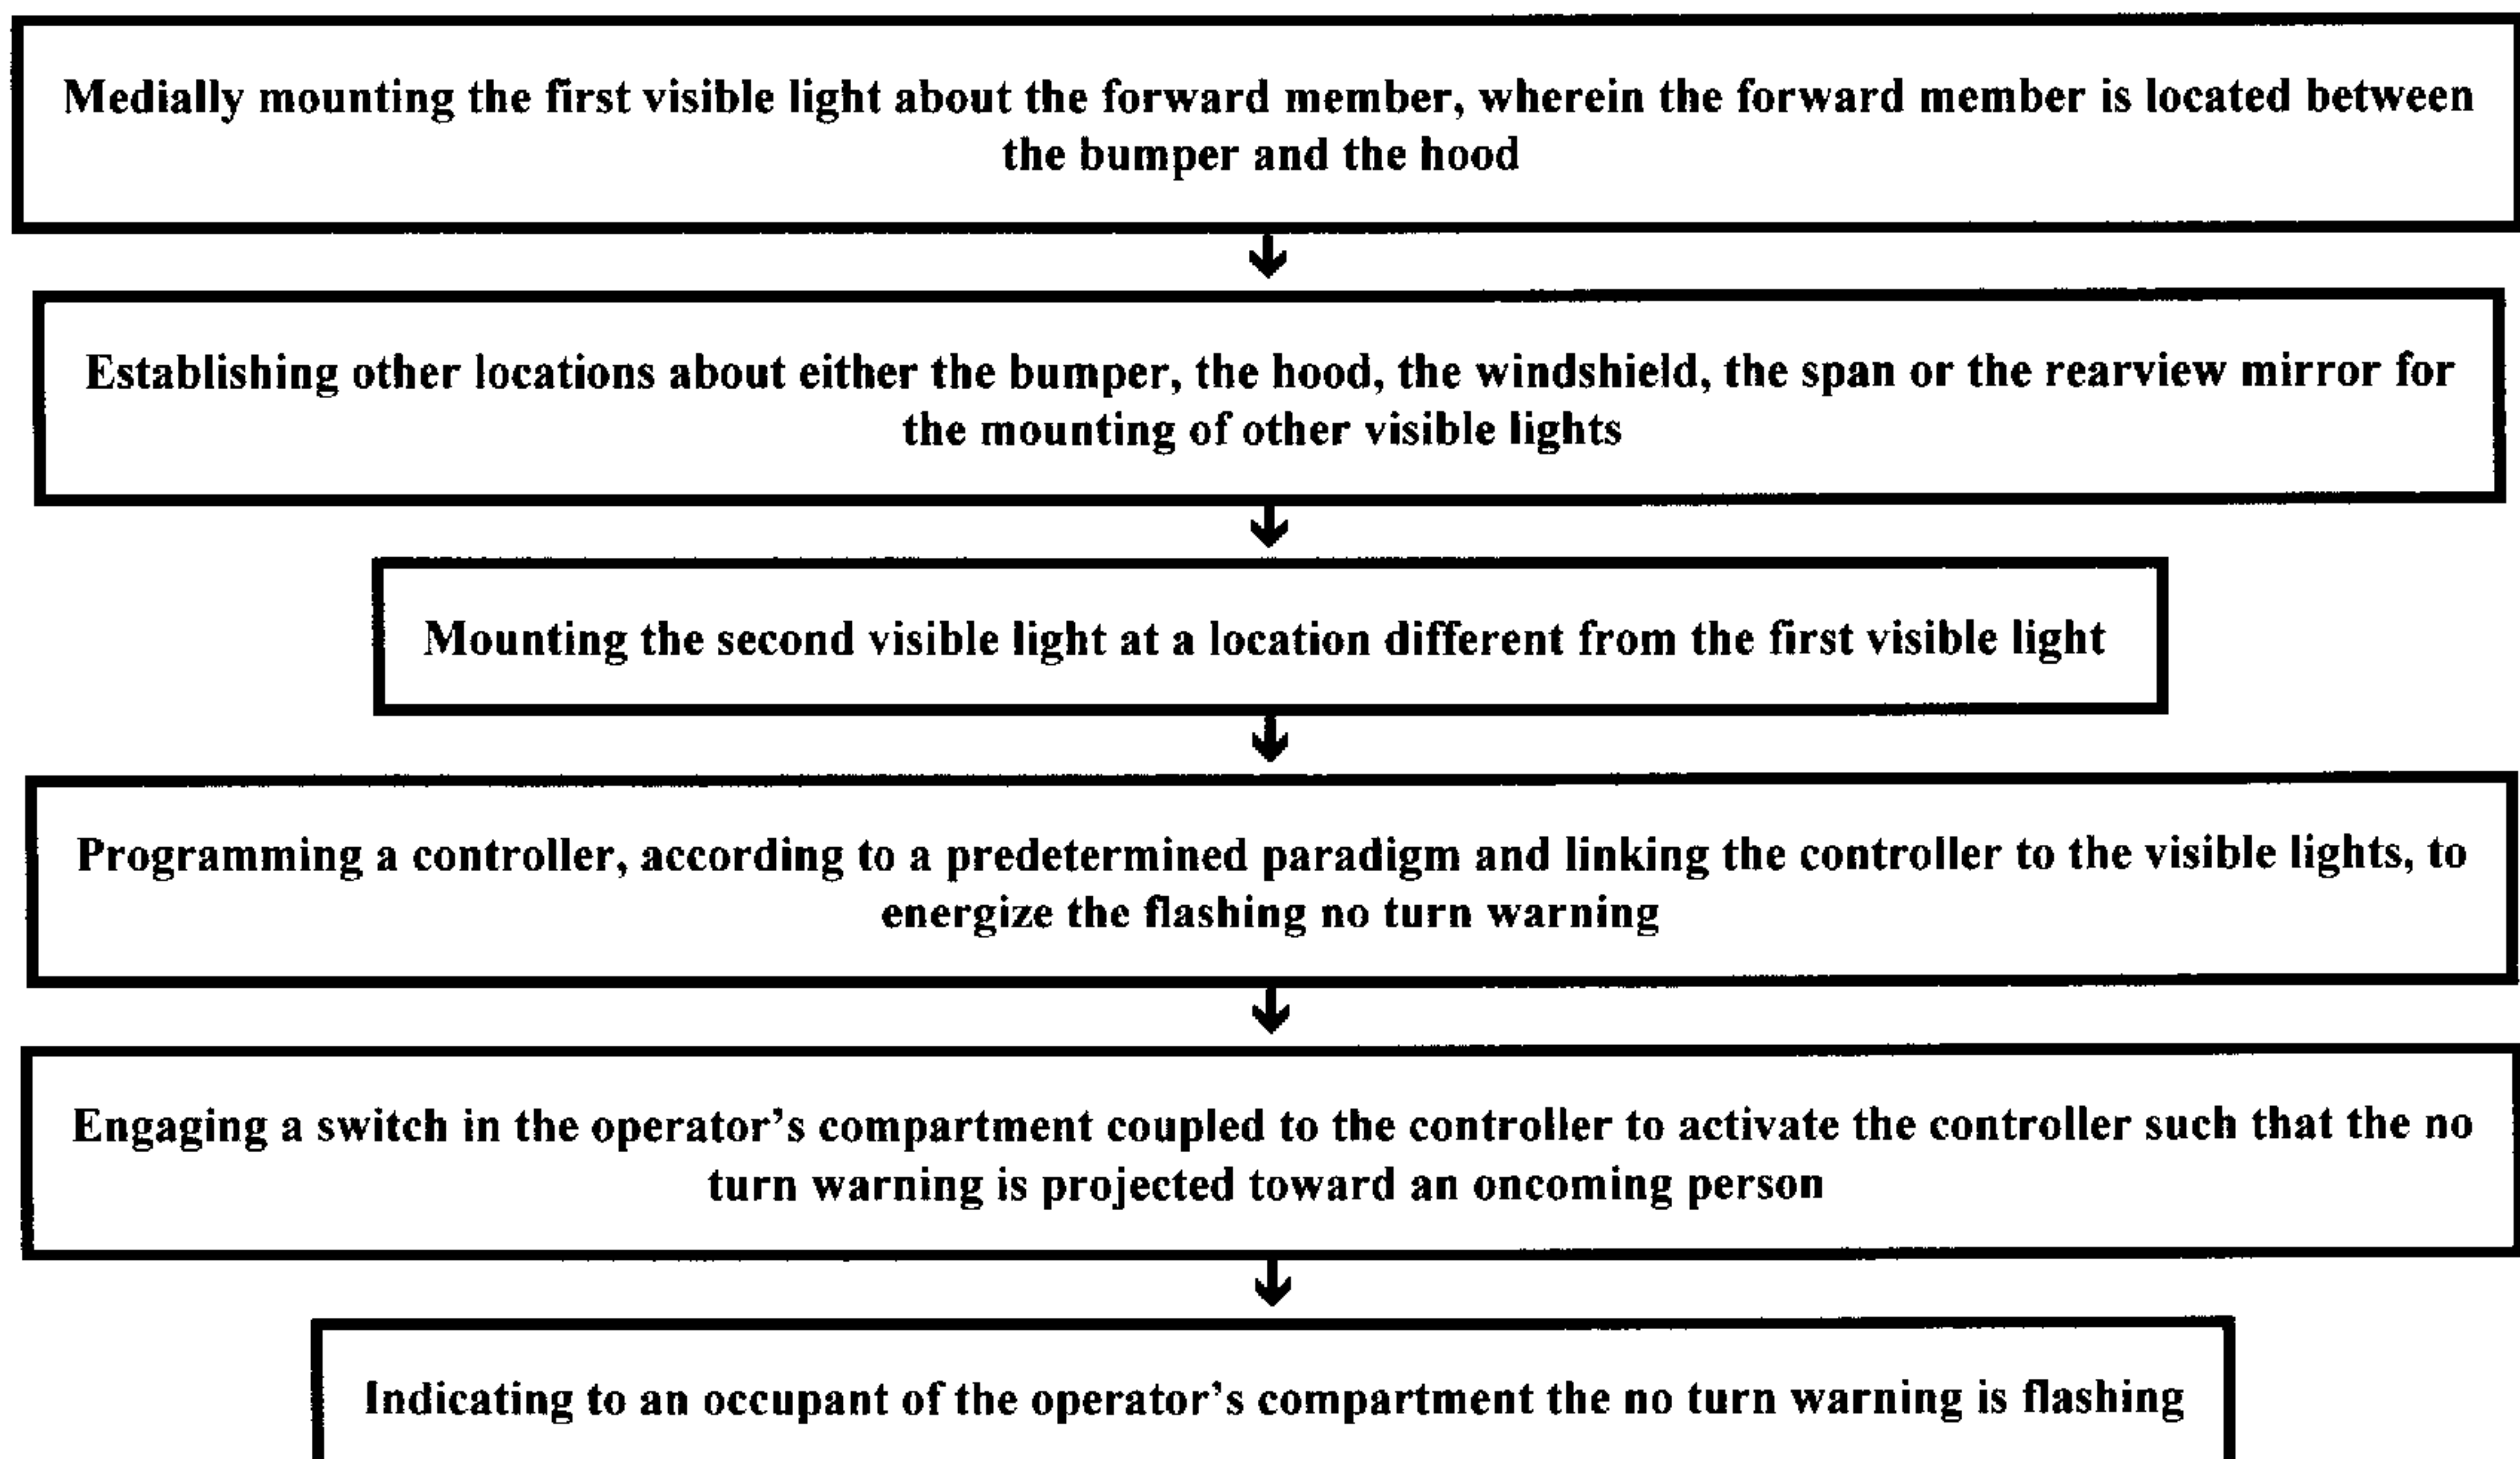 Medially mounting the first visible light about the forward member, wherein the forward member is located between
the bumper and the hood
Establishing other locations about either the bumper, the hood, the windshield, the span or the rearview mirror for
the mounting of other visible lights
Mounting the second visible light at a location different from the first visible light
Programming a controller, according to a predetermined paradigm and linking the controller to the visible lights, to
energize the flashing no turn warning
Engaging a switch in the operator's compartment coupled to the controller to activate the controller such that the no
turn warning is projected toward an oncoming person
Indicating to an occupant of the operator's compartment the no turn warning is flashing